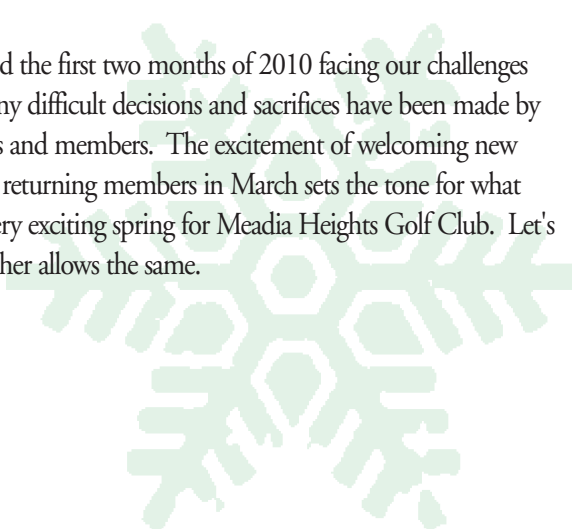 d the first two months of 2010 facing our challenges
ny difficult decisions and sacrifices have been made by
s and members.  The excitement of welcoming new
returning members in March sets the tone for what
ery exciting spring for Meadia Heights Golf Club.  Let's
her allows the same.